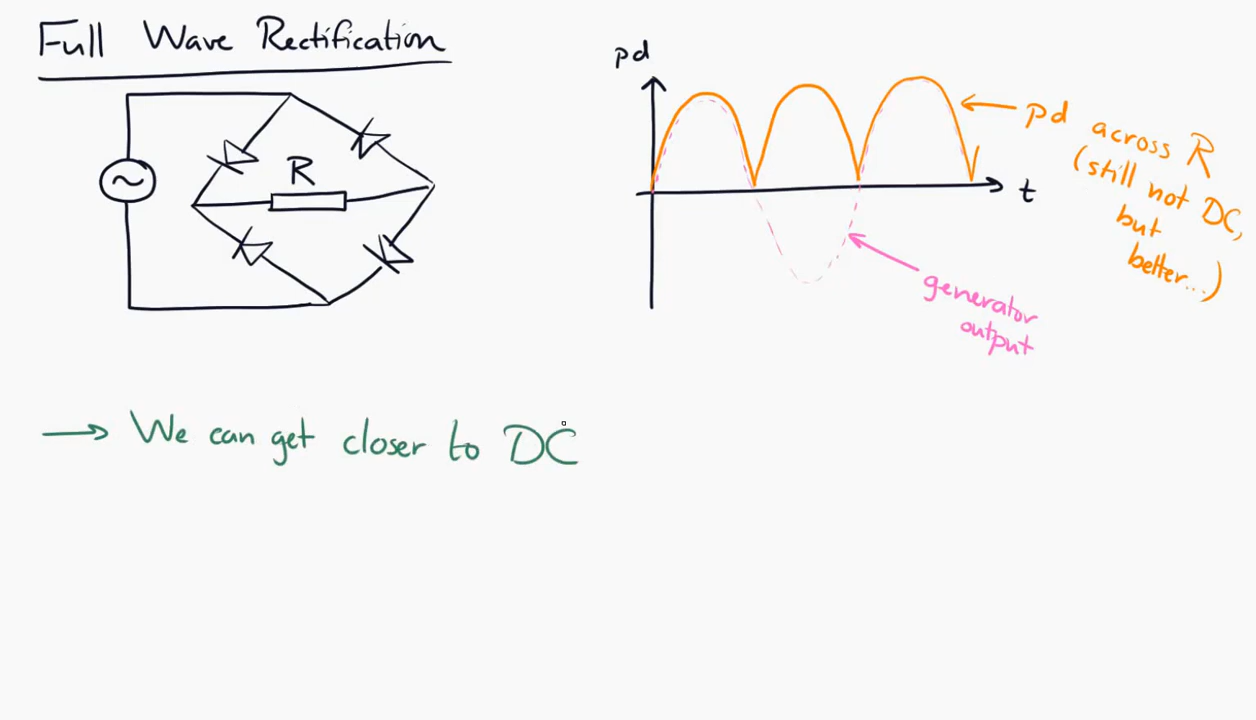 Full Wave Rectification
R
pd
t
pd across R
(still not DC,
but
better...)
generator
output
→ We can get closer to DC